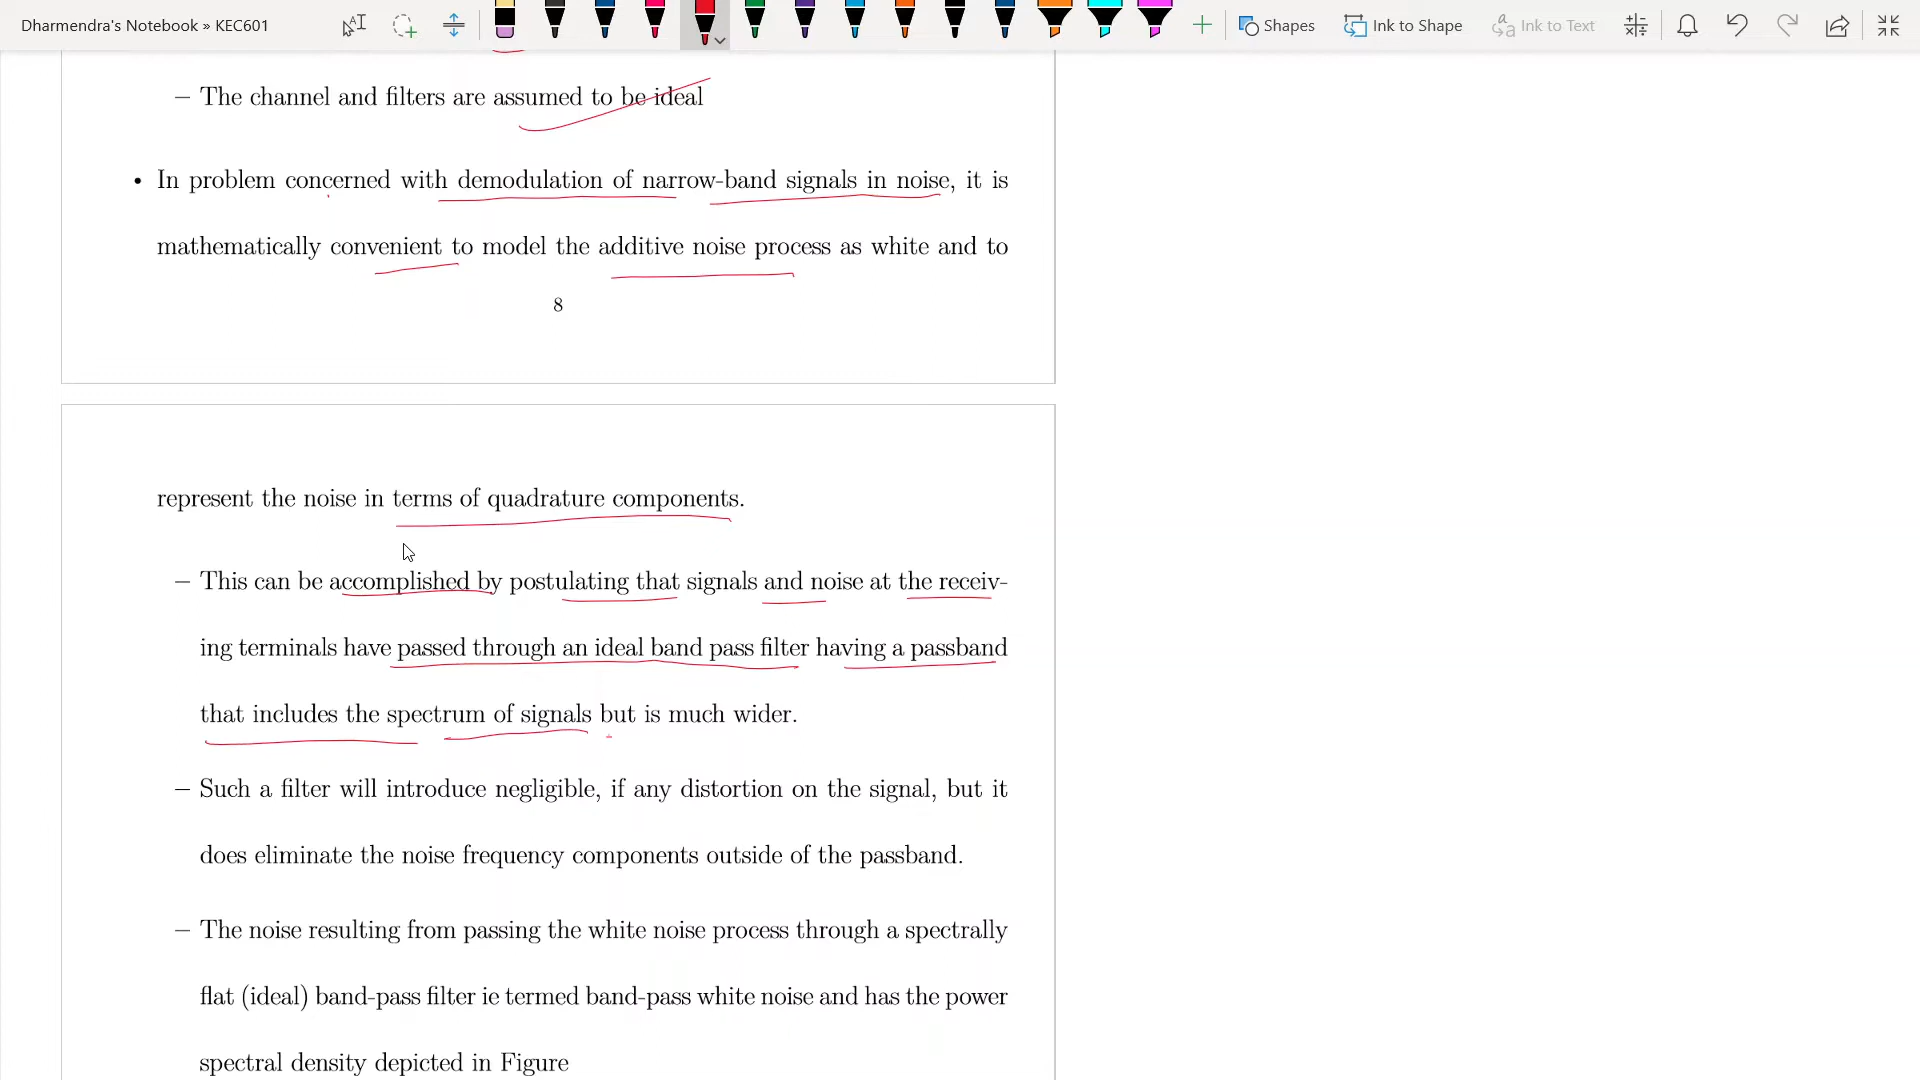 Dharmendra's Notebook » KEC601
Shapes
Ink to Shape
Ink to Text
– The channel and filters are assumed to be ideal
• In problem concerned with demodulation of narrow-band signals in noise, it is
mathematically convenient to model the additive noise process as white and to
8
represent the noise in terms of quadrature components.
– This can be accomplished by postulating that signals and noise at the receiv-
ing terminals have passed through an ideal band pass filter having a passband
that includes the spectrum of signals but is much wider.
– Such a filter will introduce negligible, if any distortion on the signal, but it
does eliminate the noise frequency components outside of the passband.
– The noise resulting from passing the white noise process through a spectrally
flat (ideal) band-pass filter ie termed band-pass white noise and has the power
spectral density depicted in Figure